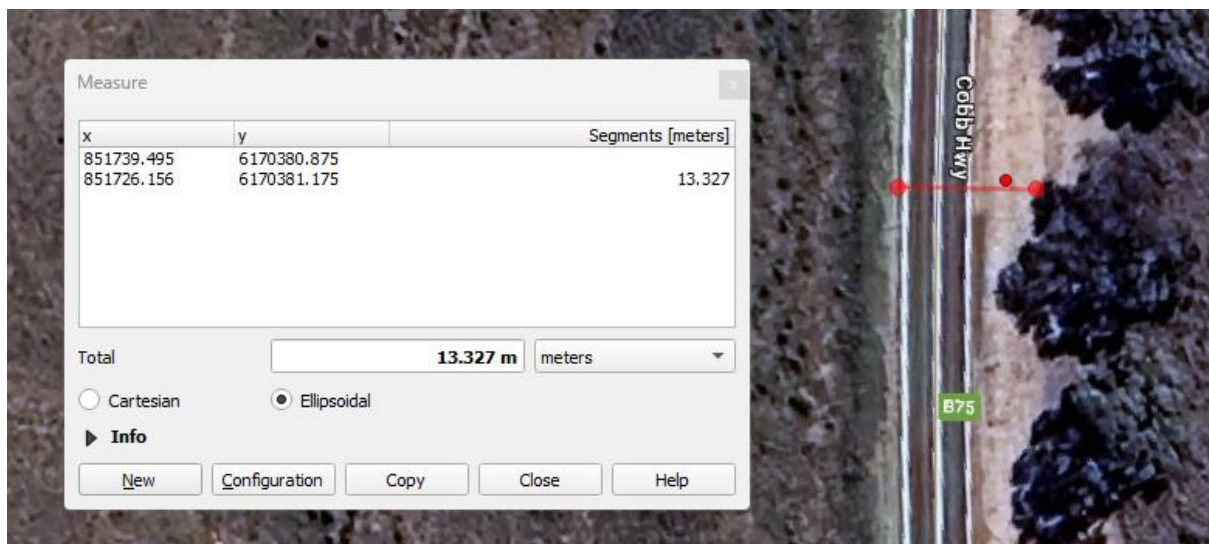 Measure
x y Segments [meters]
851739.495 6170380.875
851726.156 6170381.175 13.327
Total 13.327 m meters
Cartesian Ellipsoidal
Info
New Configuration Copy Close Help
Cobb Hwy
B75